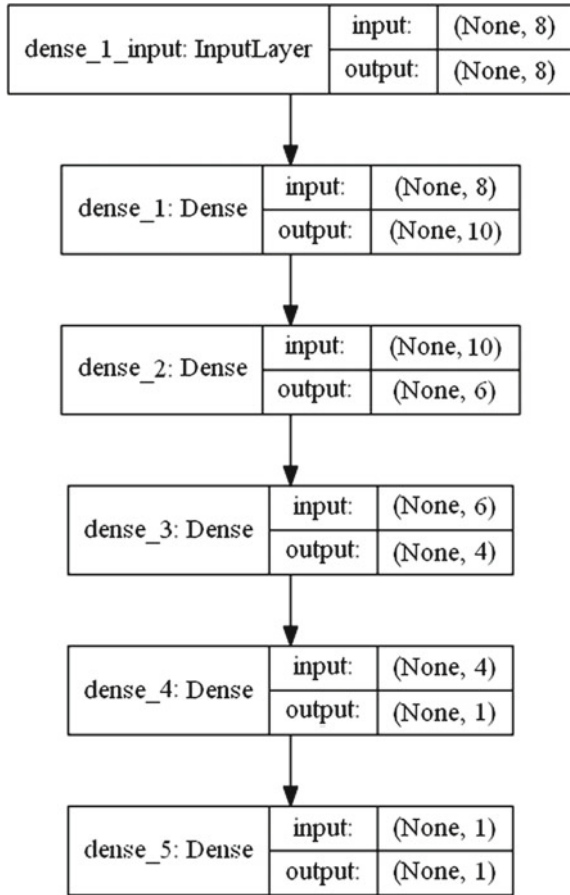 dense_1_input: InputLayer
input: (None, 8)
output: (None, 8)
dense_1: Dense
input: (None, 8)
output: (None, 10)
dense_2: Dense
input: (None, 10)
output: (None, 6)
dense_3: Dense
input: (None, 6)
output: (None, 4)
dense_4: Dense
input: (None, 4)
output: (None, 1)
dense_5: Dense
input: (None, 1)
output: (None, 1)